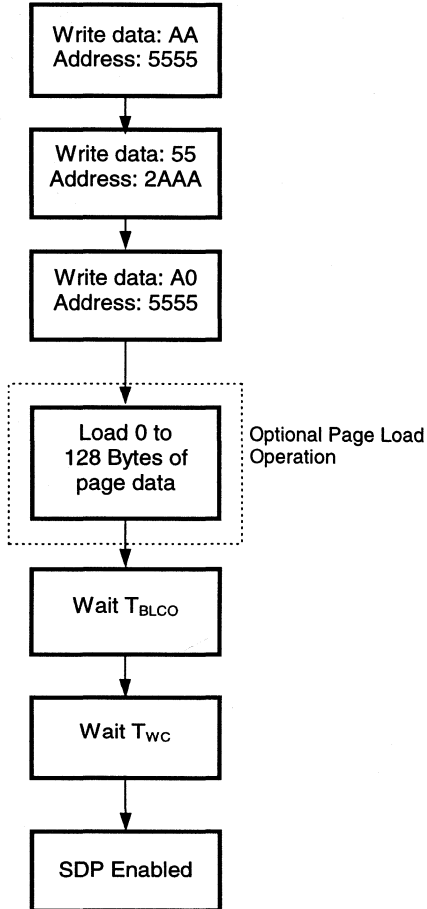 Write data: AA
Address: 5555
Write data: 55
Address: 2AAA
Write data: A0
Address: 5555
Load 0 to
128 Bytes of
page data
Optional Page Load
Operation
Wait TBLCO
Wait TWC
SDP Enabled